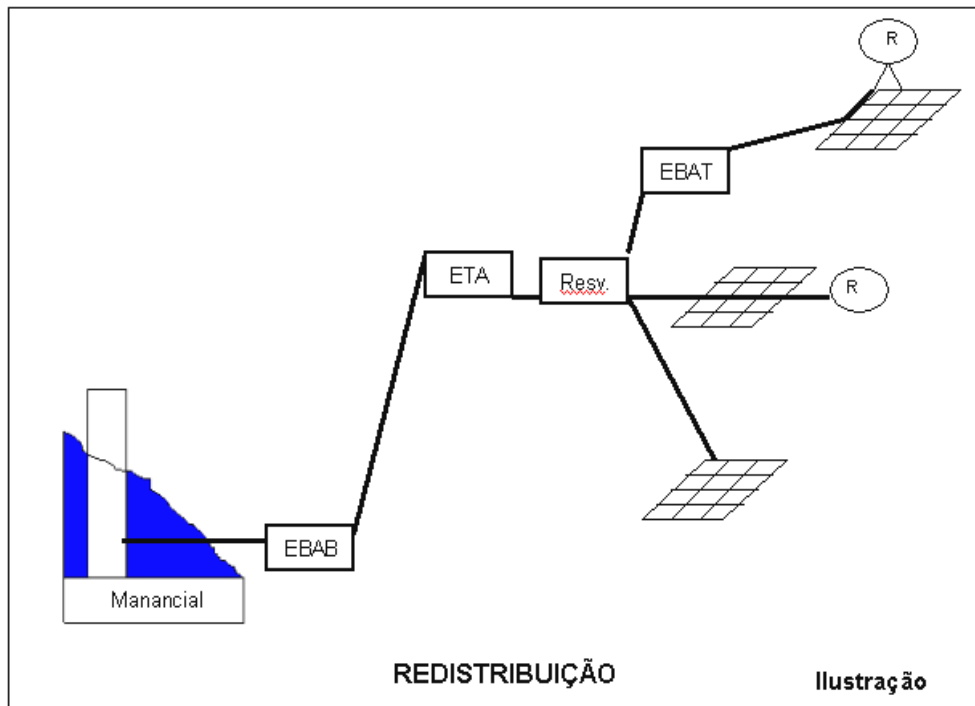 R
EBAT
ETA
Resv.
R
EBAB
Manancial
REDISTRIBUIÇÃO
Ilustração